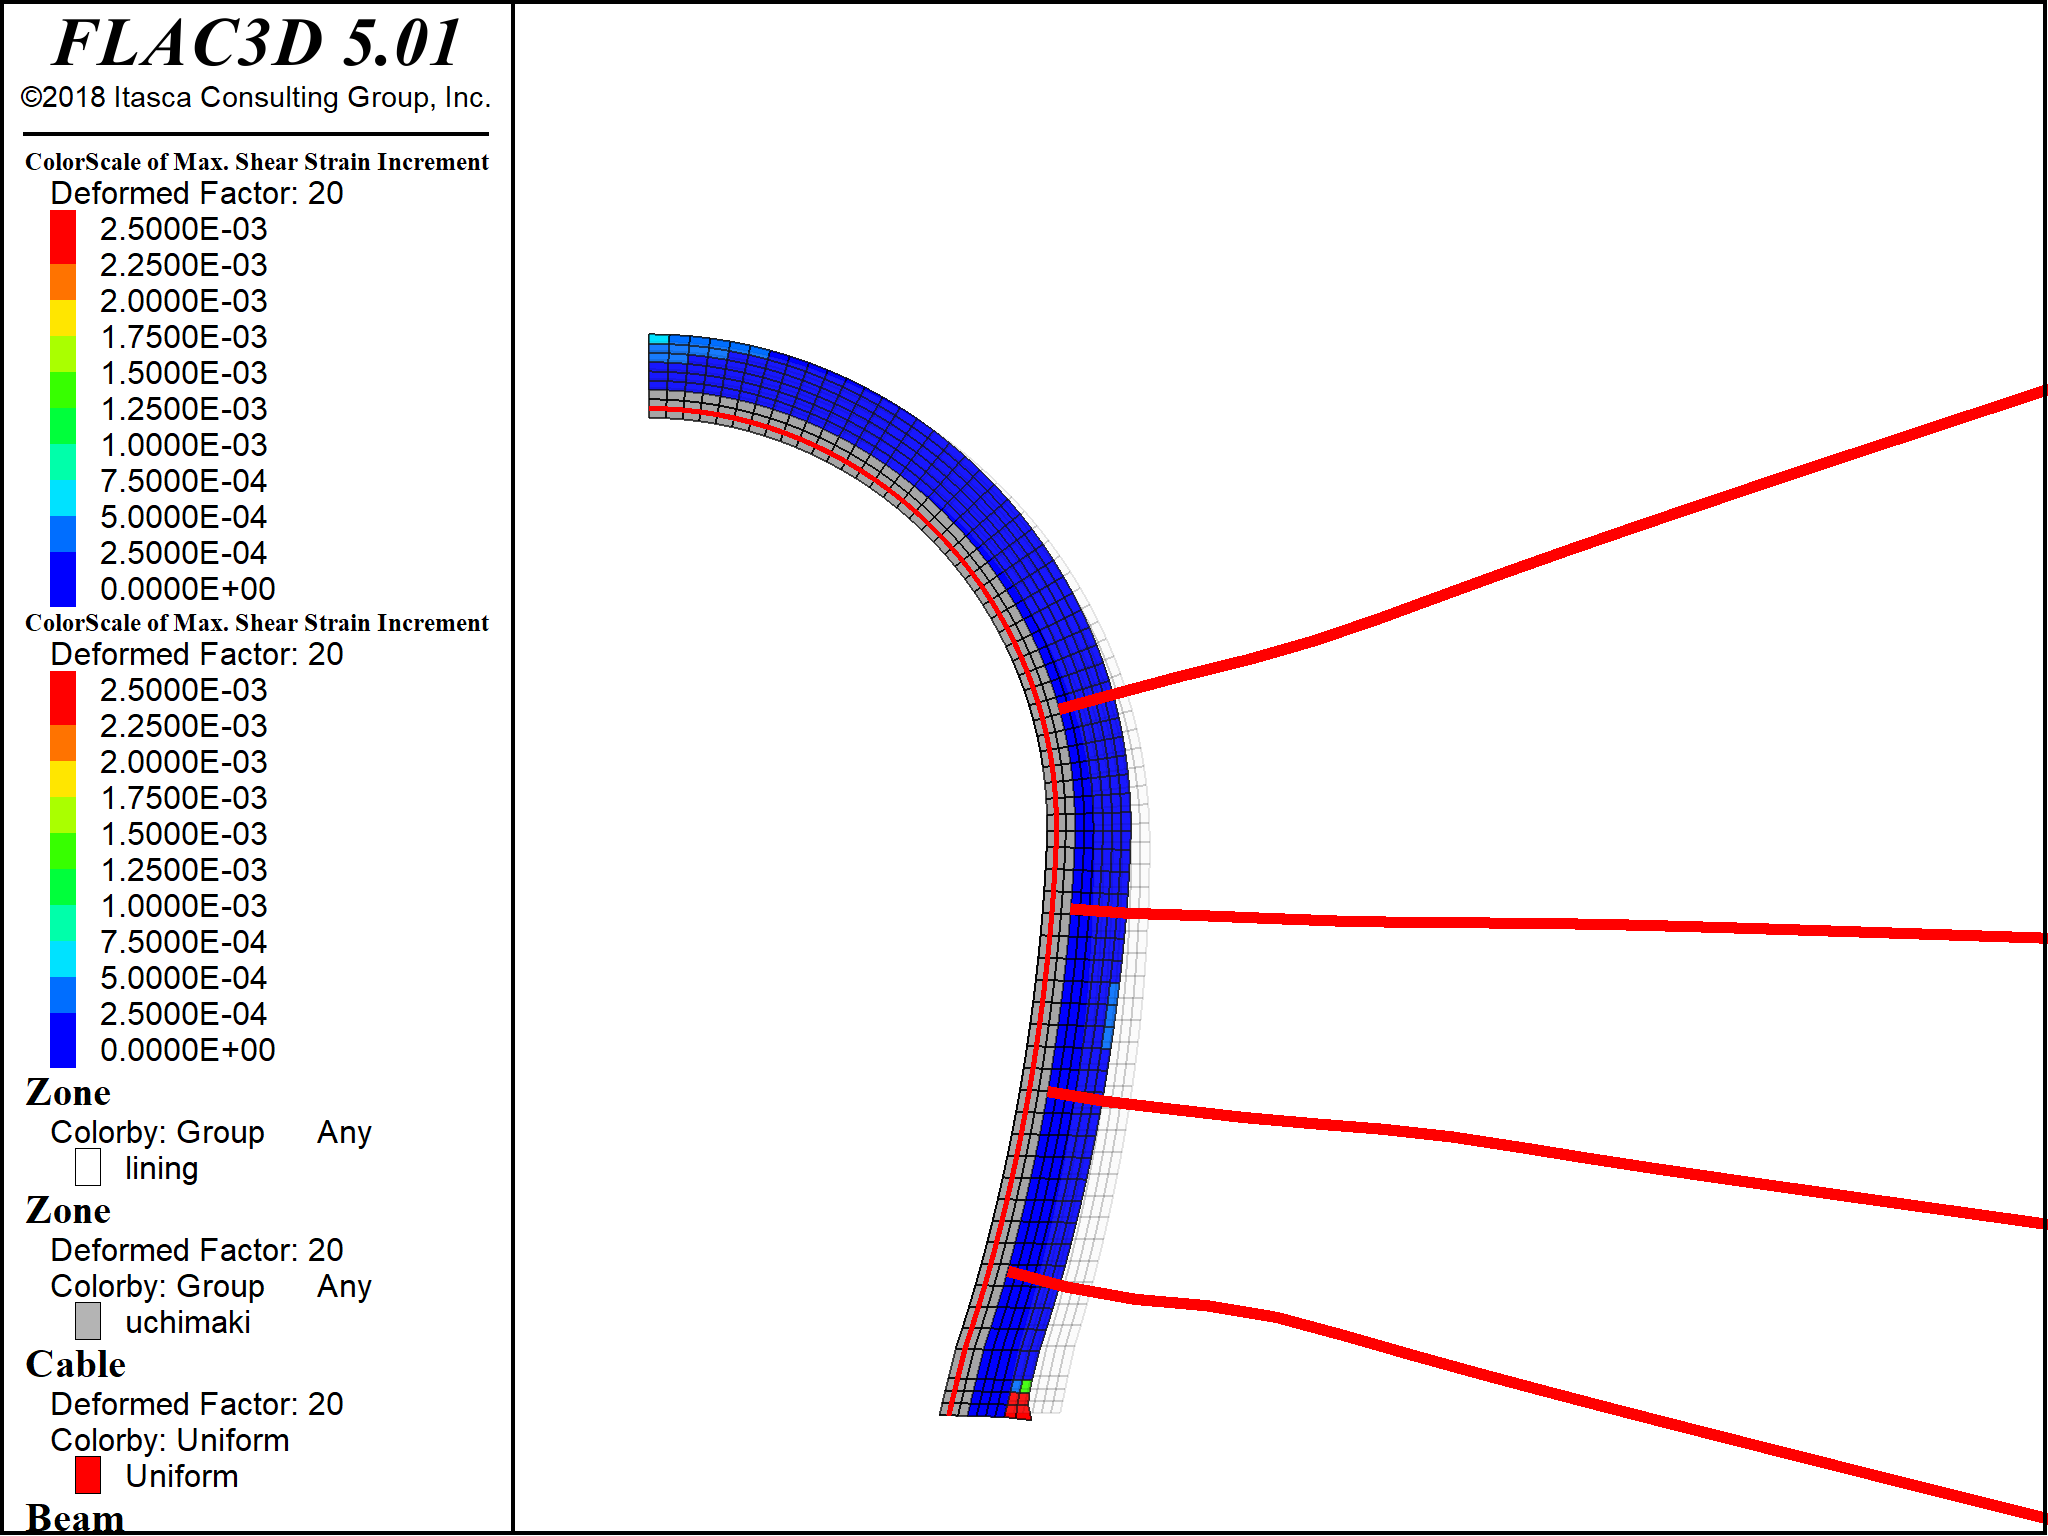 FLAC3D 5.01
©2018 Itasca Consulting Group, Inc.
ColorScale of Max. Shear Strain Increment
Deformed Factor: 20
2.5000E-03
2.2500E-03
2.0000E-03
1.7500E-03
1.5000E-03
1.2500E-03
1.0000E-03
7.5000E-04
5.0000E-04
2.5000E-04
0.0000E+00
ColorScale of Max. Shear Strain Increment
Deformed Factor: 20
2.5000E-03
2.2500E-03
2.0000E-03
1.7500E-03
1.5000E-03
1.2500E-03
1.0000E-03
7.5000E-04
5.0000E-04
2.5000E-04
0.0000E+00
Zone
Colorby: Group Any
lining
Zone
Deformed Factor: 20
Colorby: Group Any
uchimaki
Cable
Deformed Factor: 20
Colorby: Uniform
Uniform
Beam